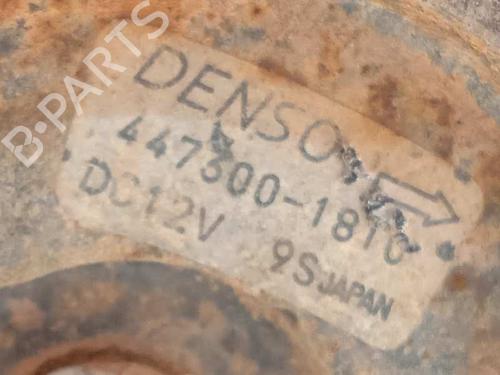 B-PARTS
DENSO
447300-1810
DC12V 9S JAPAN